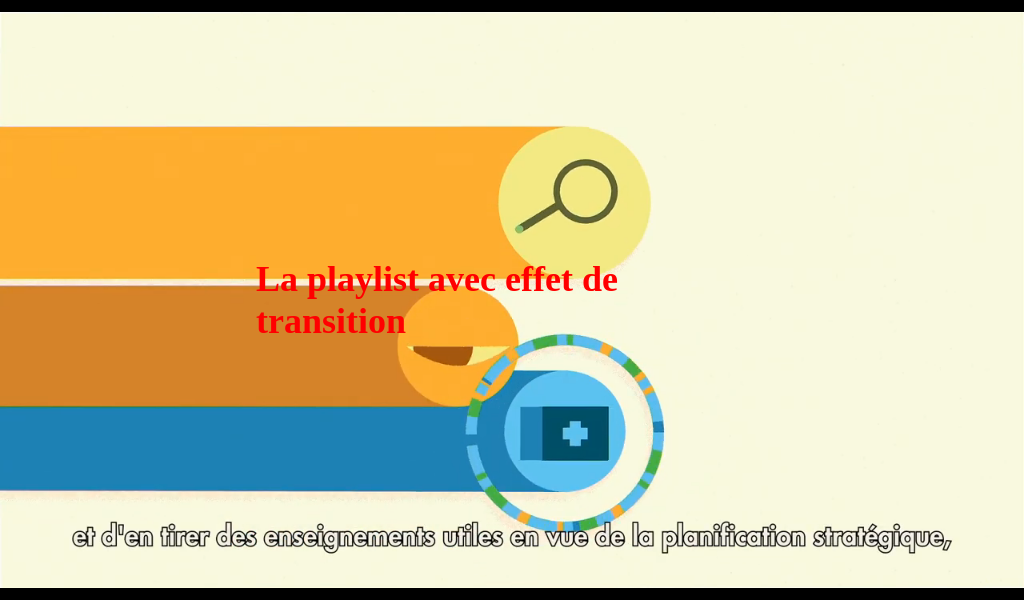 La playlist avec effet de
transition
et d'en tirer des enseignements utiles en vue de la planification stratégique,